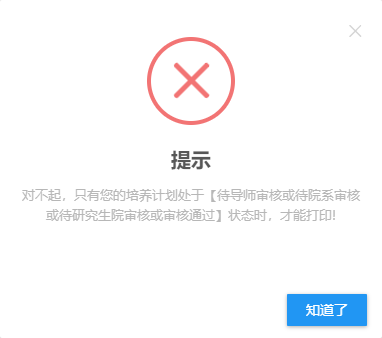 提示
对不起，只有您的培养计划处于【待导师审核或待院系审核
或待研究生院审核或审核通过】状态时，才能打印!
知道了